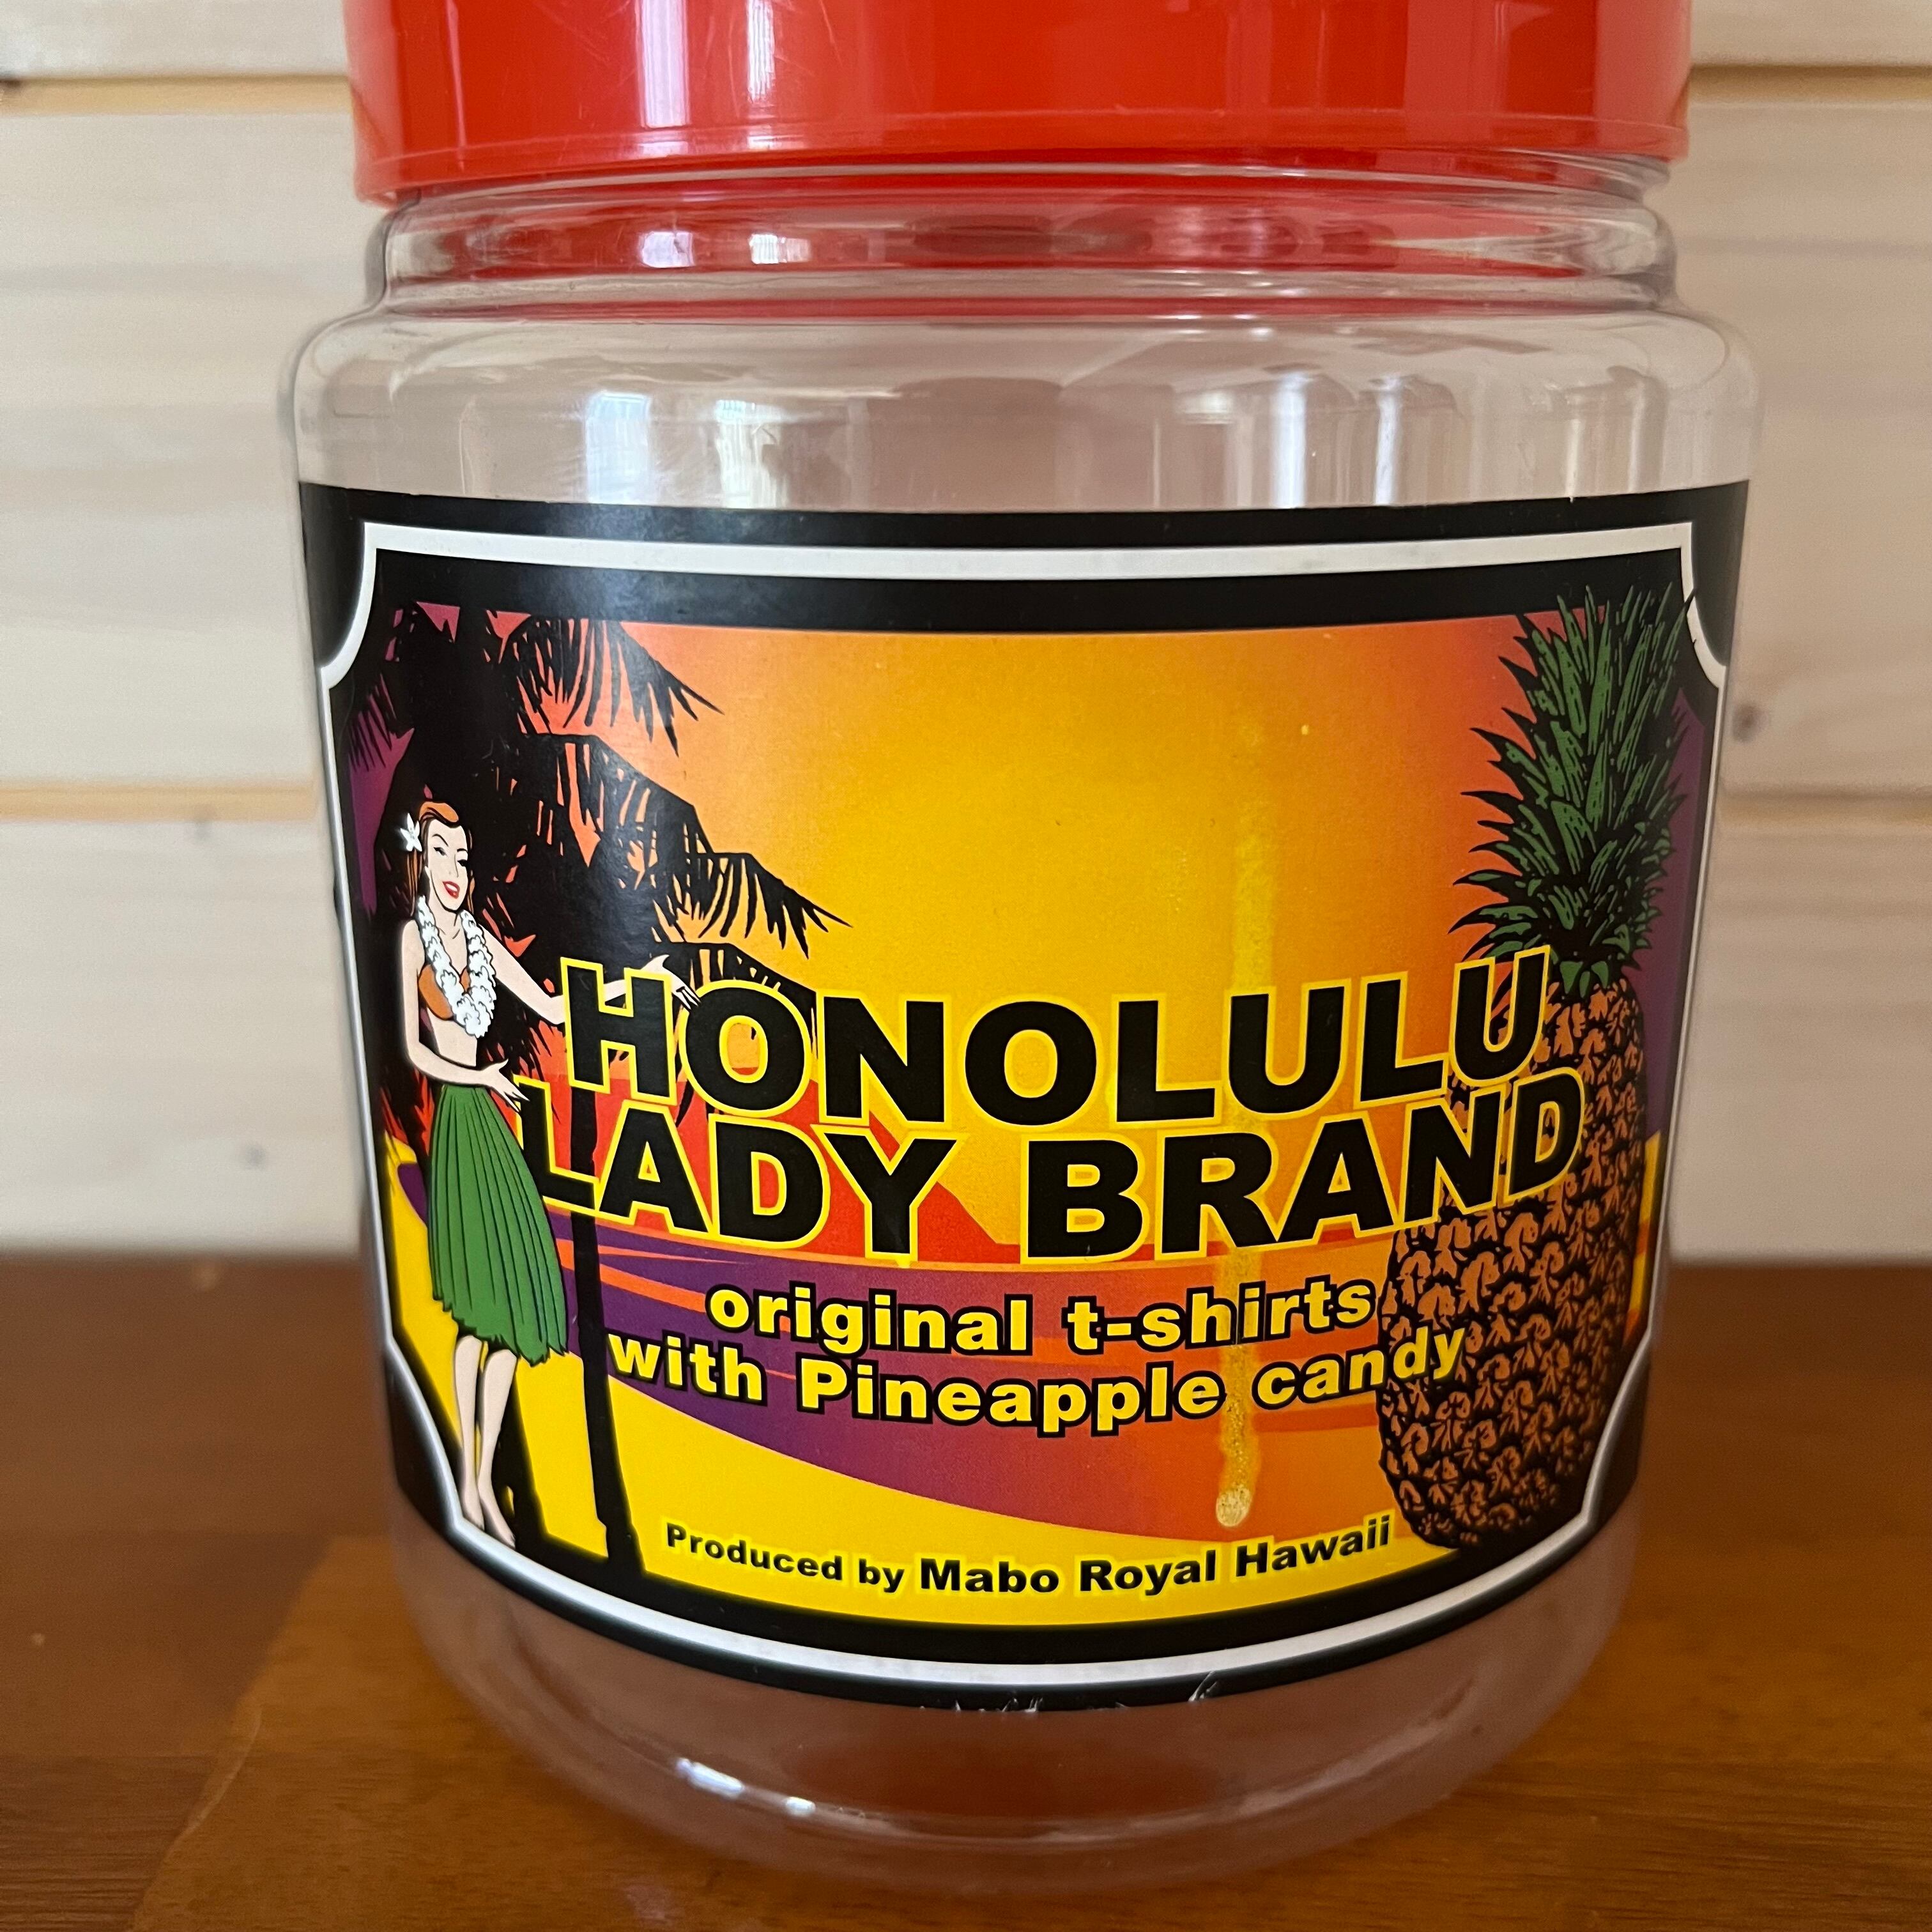 HONOLULU
LADY BRAND
original t-shirts
with Pineapple candy
Produced by Mabo Royal Hawaii